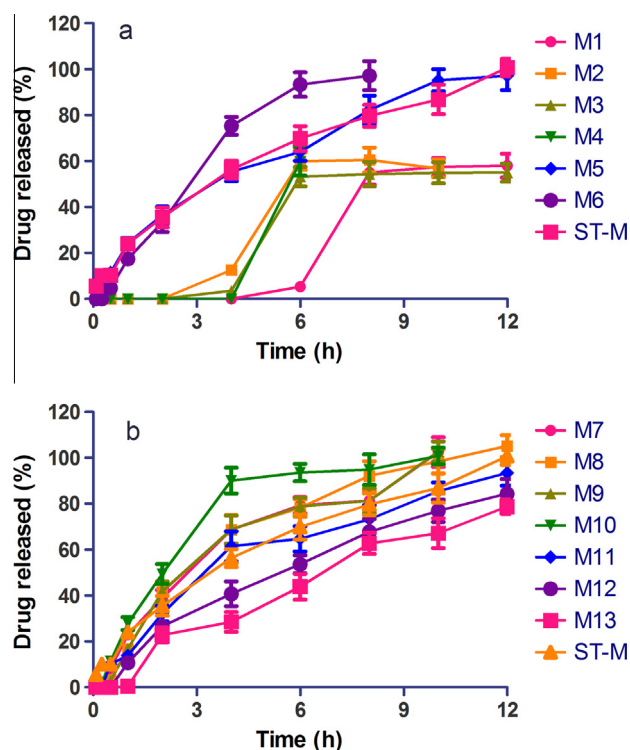 a
Drug released (%)
120
100
80
60
40
20
0
0
3
6
9
12
Time (h)
M1
M2
M3
M4
M5
M6
ST-M
b
Drug released (%)
120
100
80
60
40
20
0
0
3
6
9
12
Time (h)
M7
M8
M9
M10
M11
M12
M13
ST-M